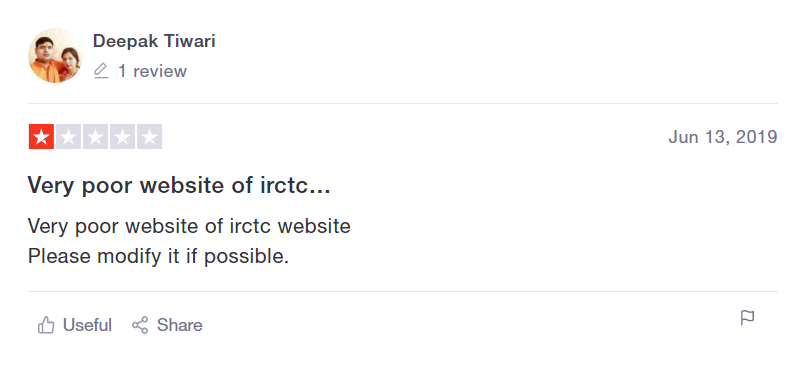 Deepak Tiwari
1 review
Jun 13, 2019
Very poor website of irctc...
Very poor website of irctc website
Please modify it if possible.
Useful Share